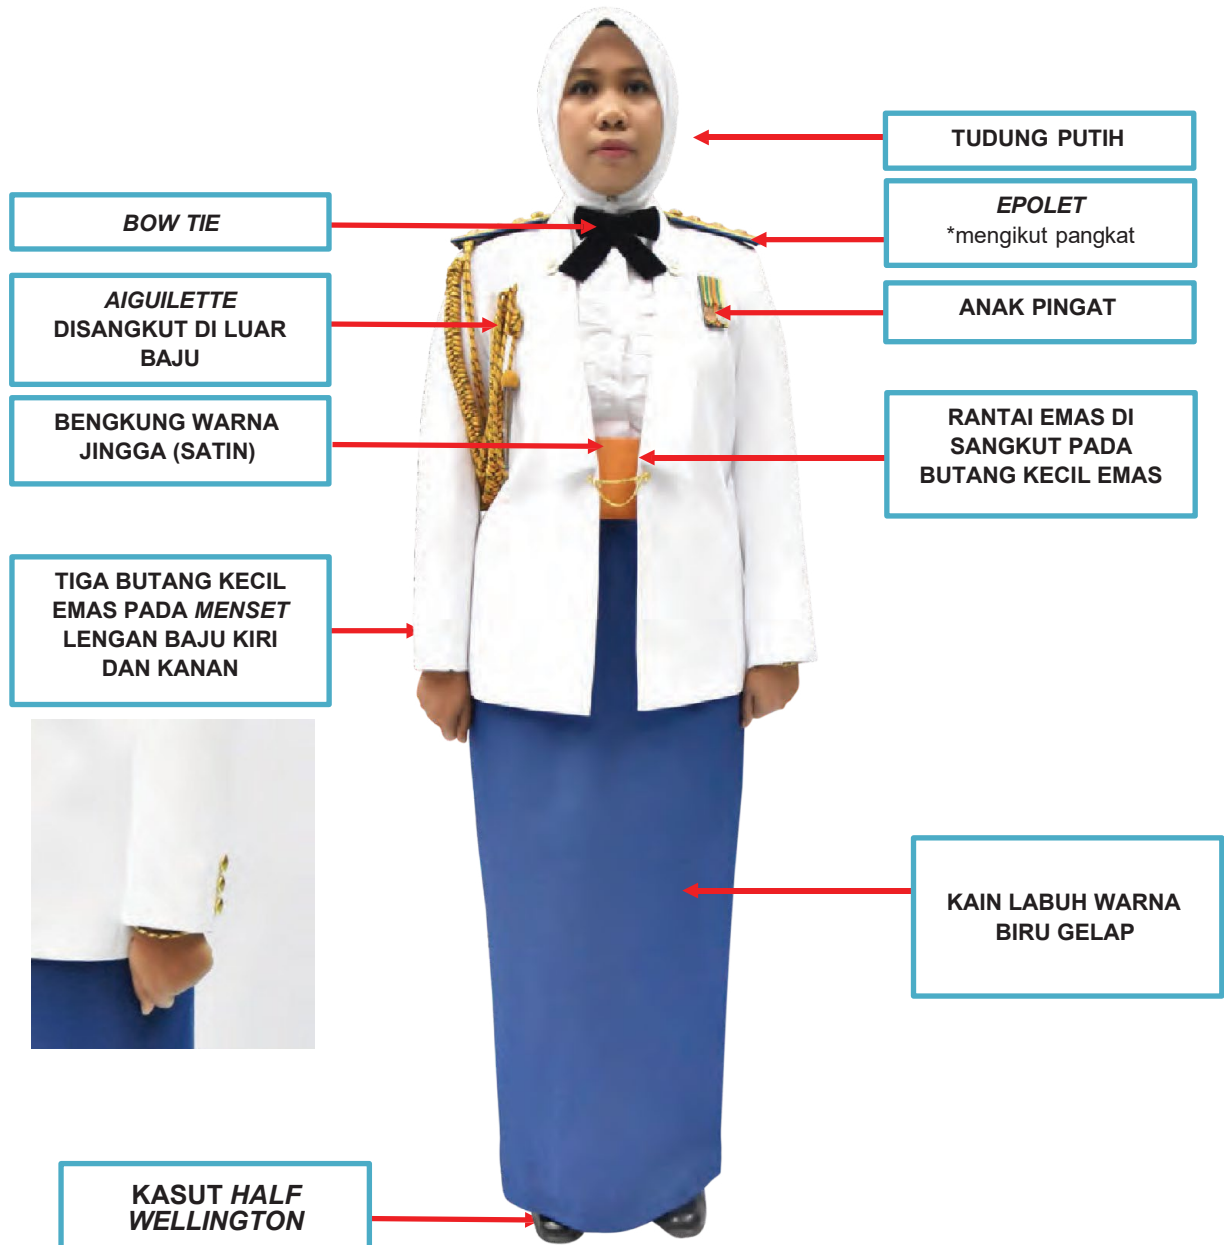 TUDUNG PUTIH
BOW TIE
EPOLET
*mengikut pangkat
AIGUILETTE
DISANGKUT DI LUAR
BAJU
ANAK PINGAT
BENGKUNG WARNA
JINGGA (SATIN)
RANTAI EMAS DI
SANGKUT PADA
BUTANG KECIL EMAS
TIGA BUTANG KECIL
EMAS PADA MENSET
LENGAN BAJU KIRI
DAN KANAN
KAIN LABUH WARNA
BIRU GELAP
KASUT HALF
WELLINGTON